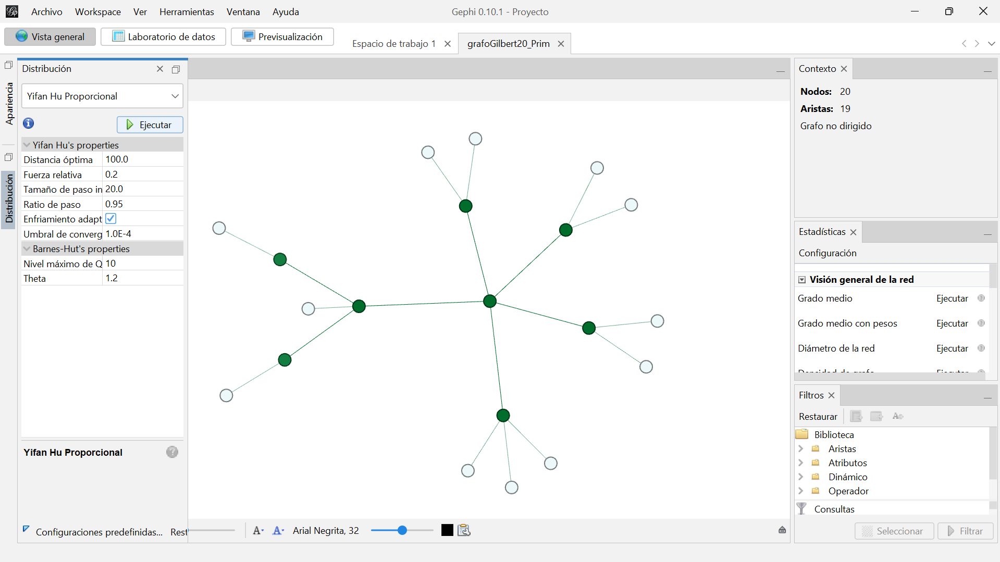 Archivo Workspace Ver Herramientas Ventana Ayuda Gephi 0.10.1 - Proyecto
Vista general Laboratorio de datos Previsualización Espacio de trabajo 1 grafoGilbert20_Prim
Apariencia
Distribución
Distribución
Yifan Hu Proporcional
Ejecutar
Yifan Hu's properties
Distancia óptima 100.0
Fuerza relativa 0.2
Tamaño de paso in 20.0
Ratio de paso 0.95
Enfriamiento adapt
Umbral de converg 1.0E-4
Barnes-Hut's properties
Nivel máximo de Q 10
Theta 1.2
Yifan Hu Proporcional
Configuraciones predefinidas... Rest
Arial Negrita, 32
Contexto
Nodos: 20
Aristas: 19
Grafo no dirigido
Estadísticas
Configuración
Visión general de la red
Grado medio Ejecutar
Grado medio con pesos Ejecutar
Diámetro de la red Ejecutar
Densidad de grafo Ejecutar
Filtros
Restaurar
Biblioteca
Aristas
Atributos
Dinámico
Operador
Consultas
Seleccionar Filtrar